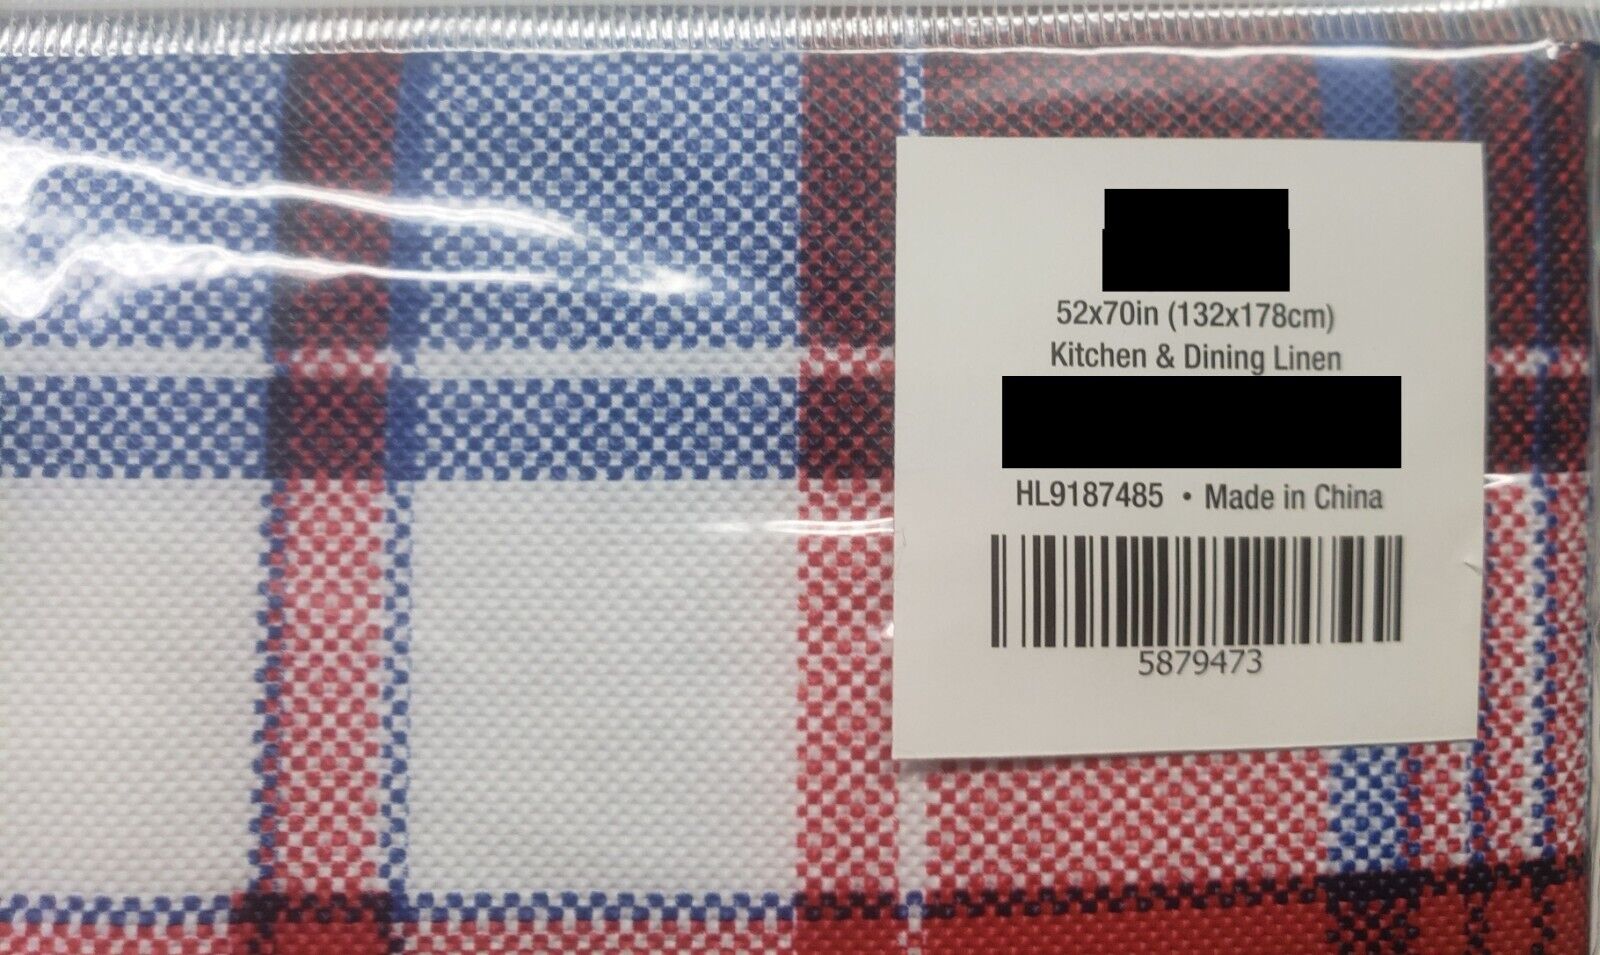 52x70in (132x178cm)
Kitchen & Dining Linen
HL9187485 • Made in China
5879473